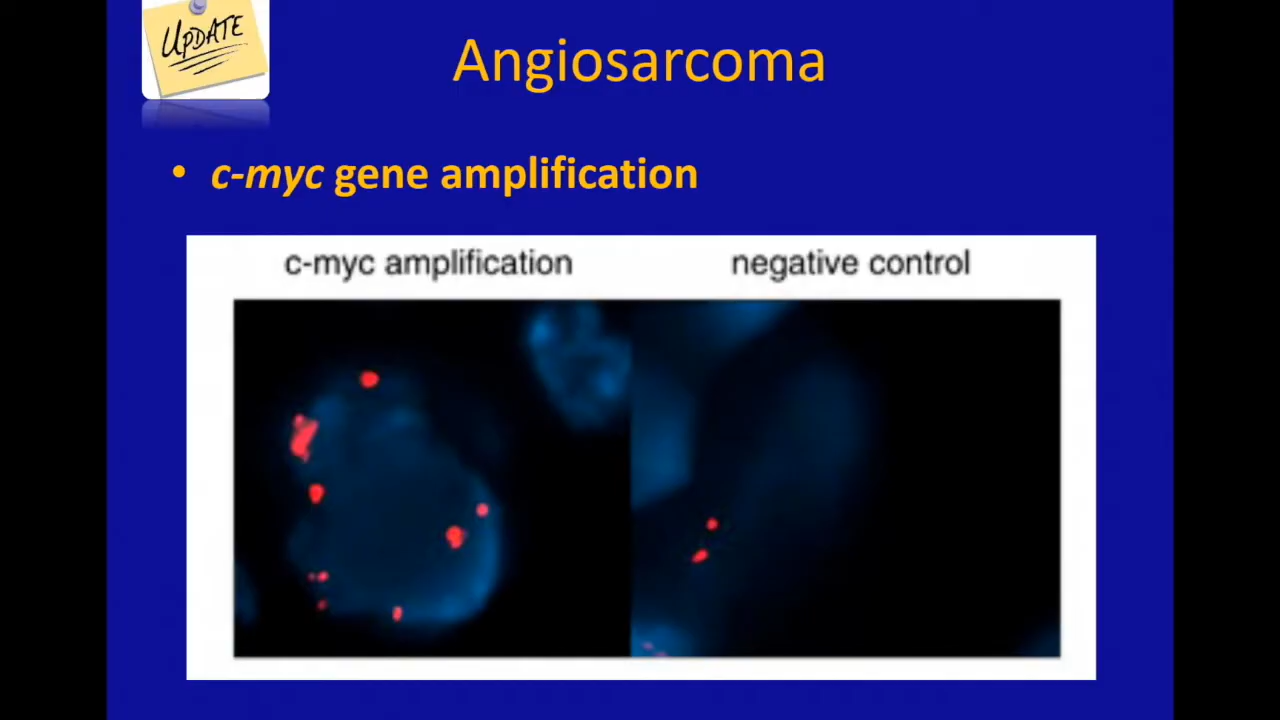 UPDATE
Angiosarcoma
• c-myc gene amplification
c-myc amplification
negative control